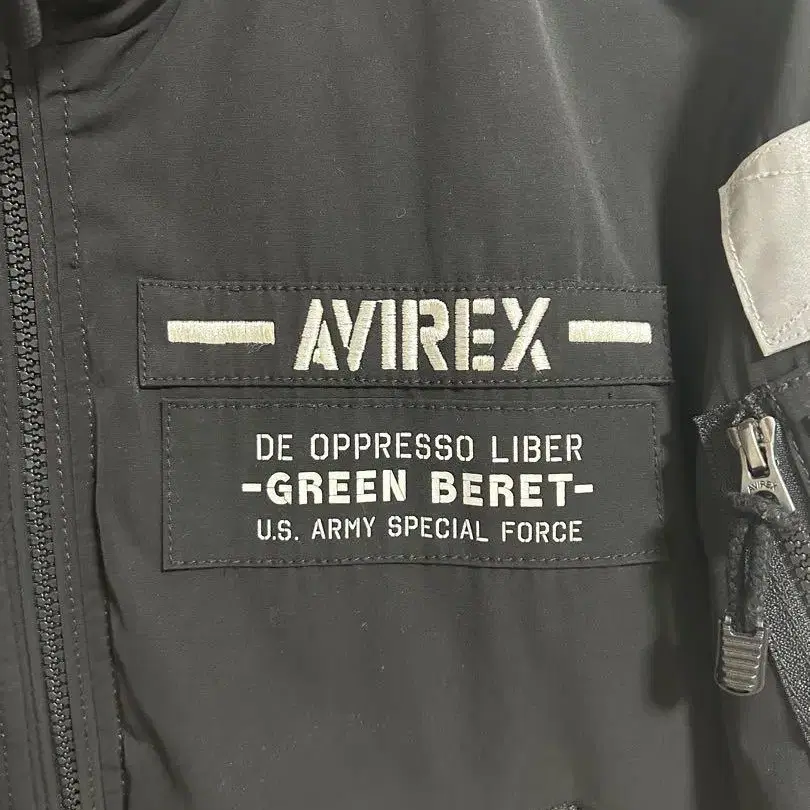 AVIREX
DE OPPRESSO LIBER
-GREEN BERET-
U.S. ARMY SPECIAL FORCE
AVIREX